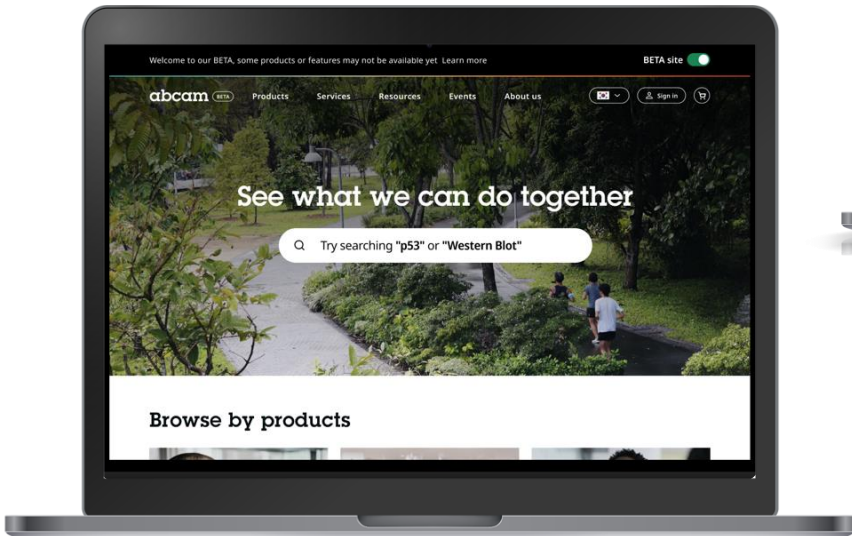 Welcome to our BETA, some products or features may not be available yet Learn more
BETA site
abcam BETA Products Services Resources Events About us Sign in
See what we can do together
Try searching "p53" or "Western Blot"
Browse by products